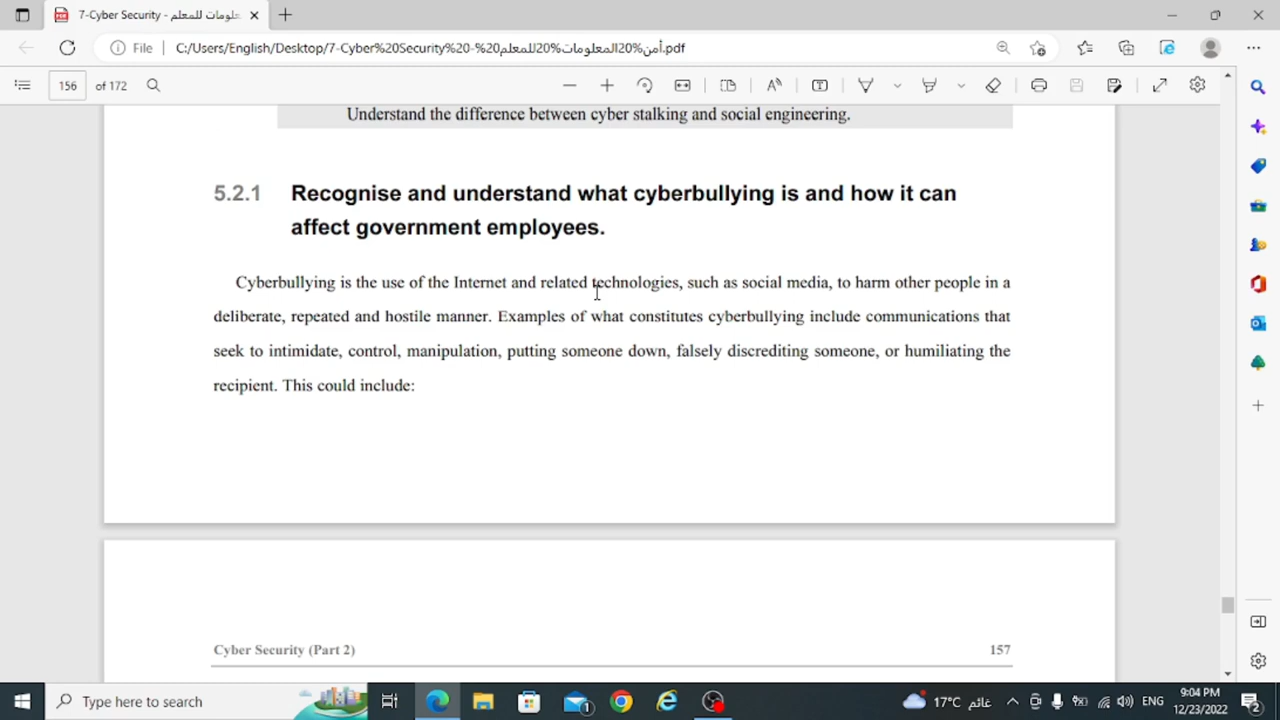 7-Cyber Security - علومات للمعلم
File
C:/Users/English/Desktop/7-Cyber%20Security%20-%20أمن%20المعلومات%20للمعلم.pdf
156 of 172
Understand the difference between cyber stalking and social engineering.
5.2.1 Recognise and understand what cyberbullying is and how it can
affect government employees.
Cyberbullying is the use of the Internet and related technologies, such as social media, to harm other people in a
deliberate, repeated and hostile manner. Examples of what constitutes cyberbullying include communications that
seek to intimidate, control, manipulation, putting someone down, falsely discrediting someone, or humiliating the
recipient. This could include:
Cyber Security (Part 2) 157
Type here to search
1
17°C غائم
ENG
9:04 PM
12/23/2022
2